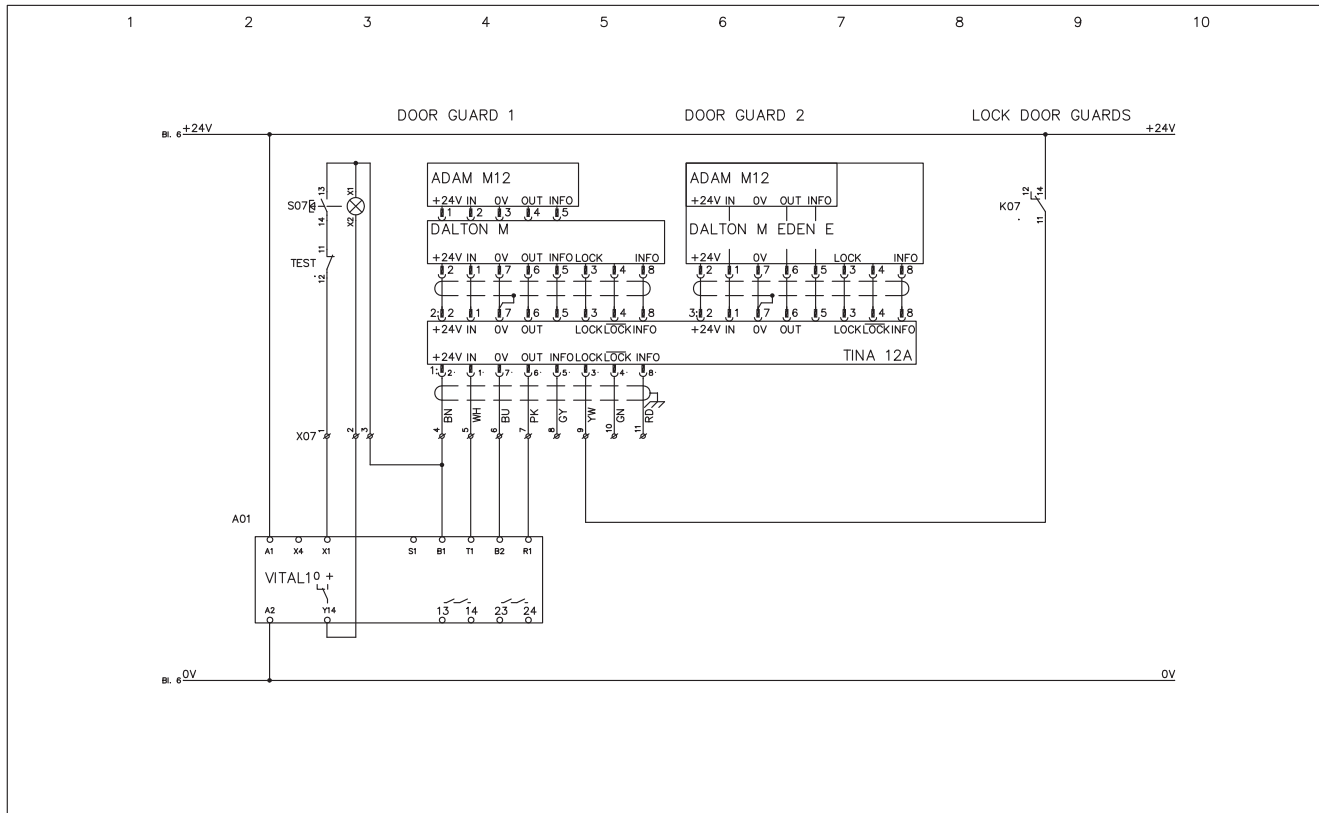 1 2 3 4 5 6 7 8 9 10
DOOR GUARD 1 DOOR GUARD 2 LOCK DOOR GUARDS
Bl. 6 +24V +24V
ADAM M12 ADAM M12
S07 13 14 X1 X2 K07 12 14 11
+24V IN 0V OUT INFO +24V IN 0V OUT INFO
1 2 3 4 5
DALTON M DALTON M EDEN E
TEST 11 12
+24V IN 0V OUT INFO LOCK INFO +24V 0V LOCK INFO
2 1 7 6 5 3 4 8 2 1 7 6 5 3 4 8
2: 2 1 7 6 5 3 4 8 3: 2 1 7 6 5 3 4 8
+24V IN 0V OUT LOCK LOCK INFO +24V IN 0V OUT LOCK LOCK INFO
+24V IN 0V OUT INFO LOCK LOCK INFO TINA 12A
1: 2 1 7 6 5 3 4 8
BN WH BU PK GY YW GN RD
X07 1 2 3 4 5 6 7 8 9 10 11
A01
A1 X4 X1 S1 B1 T1 B2 R1
VITAL1 0 +
A2 Y14 13 14 23 24
Bl. 6 0V 0V